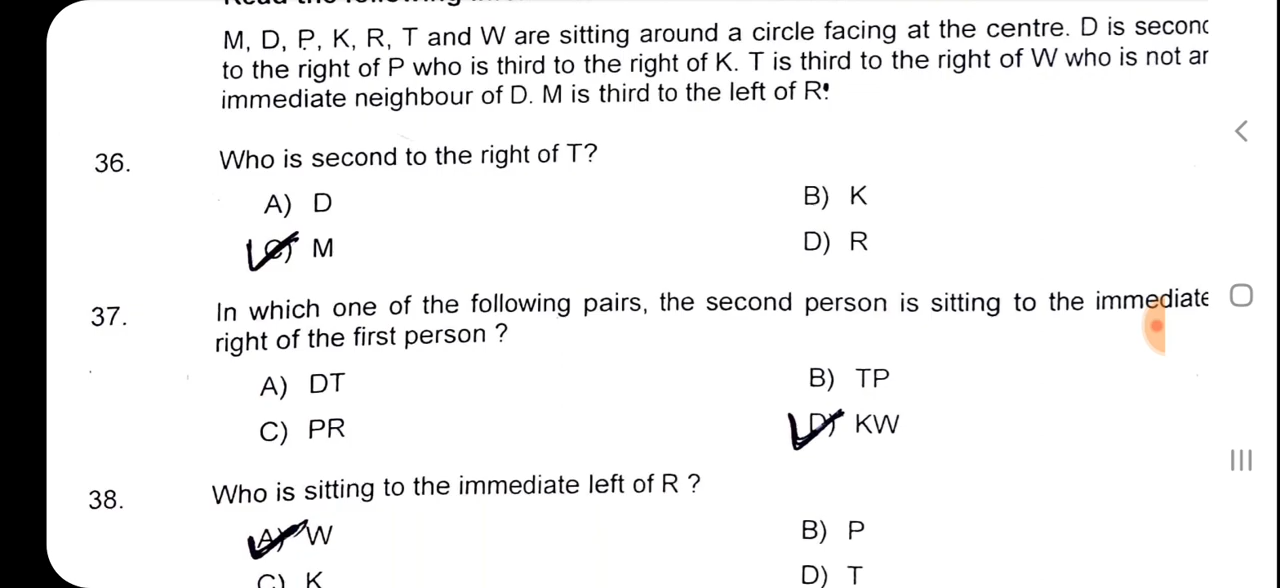 M, D, P, K, R, T and W are sitting around a circle facing at the centre. D is
to the right of P who is third to the right of K. T is third to the right of W who is not
immediate neighbour of D. M is third to the left of R.
36. Who is second to the right of T?
A) D B) K
C) M D) R
37. In which one of the following pairs, the second person is sitting to the immediate
right of the first person ?
A) DT B) TP
C) PR D) KW
38. Who is sitting to the immediate left of R ?
A) W B) P
C) K D) T